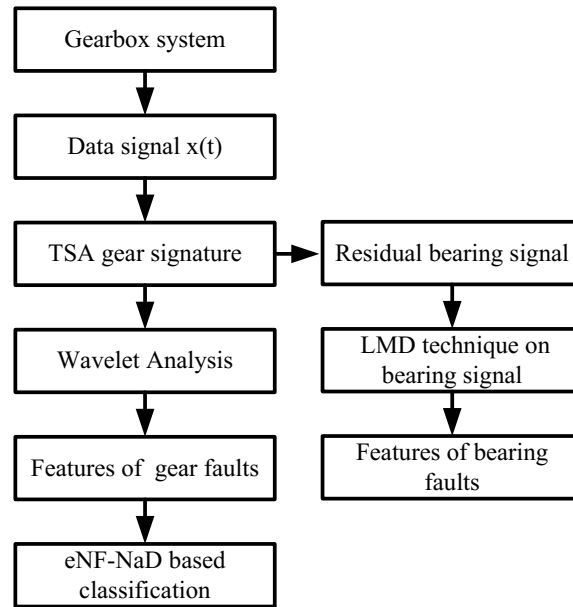 Gearbox system
Data signal x(t)
TSA gear signature
Residual bearing signal
Wavelet Analysis
LMD technique on
bearing signal
Features of gear faults
Features of bearing
faults
eNF-NaD based
classification